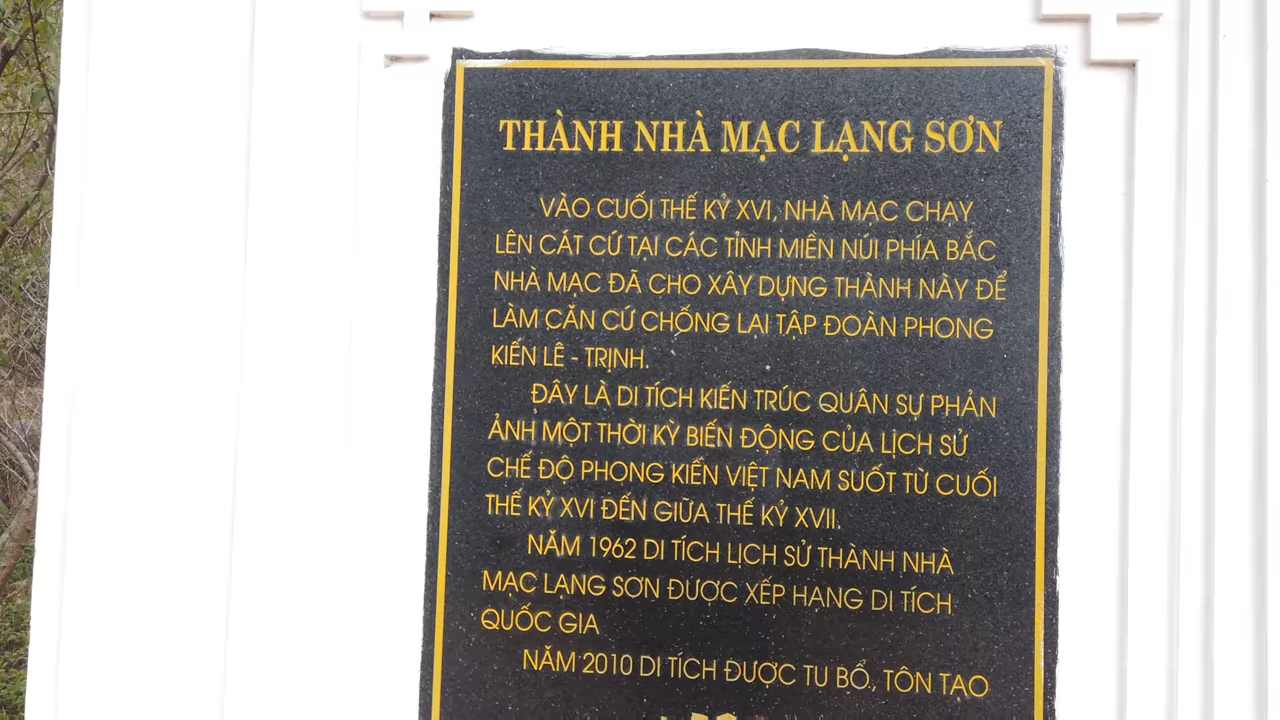 THÀNH NHÀ MẠC LẠNG SƠN
VÀO CUỐI THẾ KỶ XVI, NHÀ MẠC CHẠY
LÊN CÁT CỨ TẠI CÁC TỈNH MIỀN NÚI PHÍA BẮC
NHÀ MẠC ĐÃ CHO XÂY DỰNG THÀNH NÀY ĐỂ
LÀM CĂN CỨ CHỐNG LẠI TẬP ĐOÀN PHONG
KIẾN LÊ - TRỊNH.
ĐÂY LÀ DI TÍCH KIẾN TRÚC QUÂN SỰ PHẢN
ẢNH MỘT THỜI KỲ BIẾN ĐỘNG CỦA LỊCH SỬ
CHẾ ĐỘ PHONG KIẾN VIỆT NAM SUỐT TỪ CUỐI
THẾ KỶ XVI ĐẾN GIỮA THẾ KỶ XVII.
NĂM 1962 DI TÍCH LỊCH SỬ THÀNH NHÀ
MẠC LẠNG SƠN ĐƯỢC XẾP HẠNG DI TÍCH
QUỐC GIA
NĂM 2010 DI TÍCH ĐƯỢC TU BỔ, TÔN TẠO